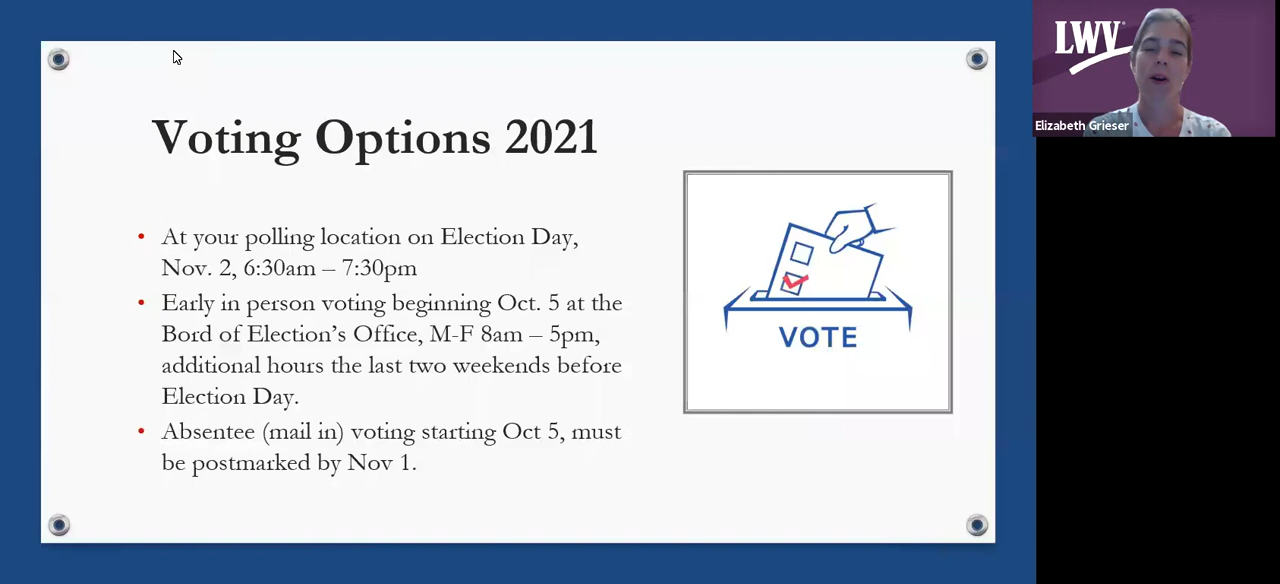 Voting Options 2021
• At your polling location on Election Day,
Nov. 2, 6:30am – 7:30pm
• Early in person voting beginning Oct. 5 at the
Bord of Election’s Office, M-F 8am – 5pm,
additional hours the last two weekends before
Election Day.
• Absentee (mail in) voting starting Oct 5, must
be postmarked by Nov 1.
VOTE
LWV
Elizabeth Grieser